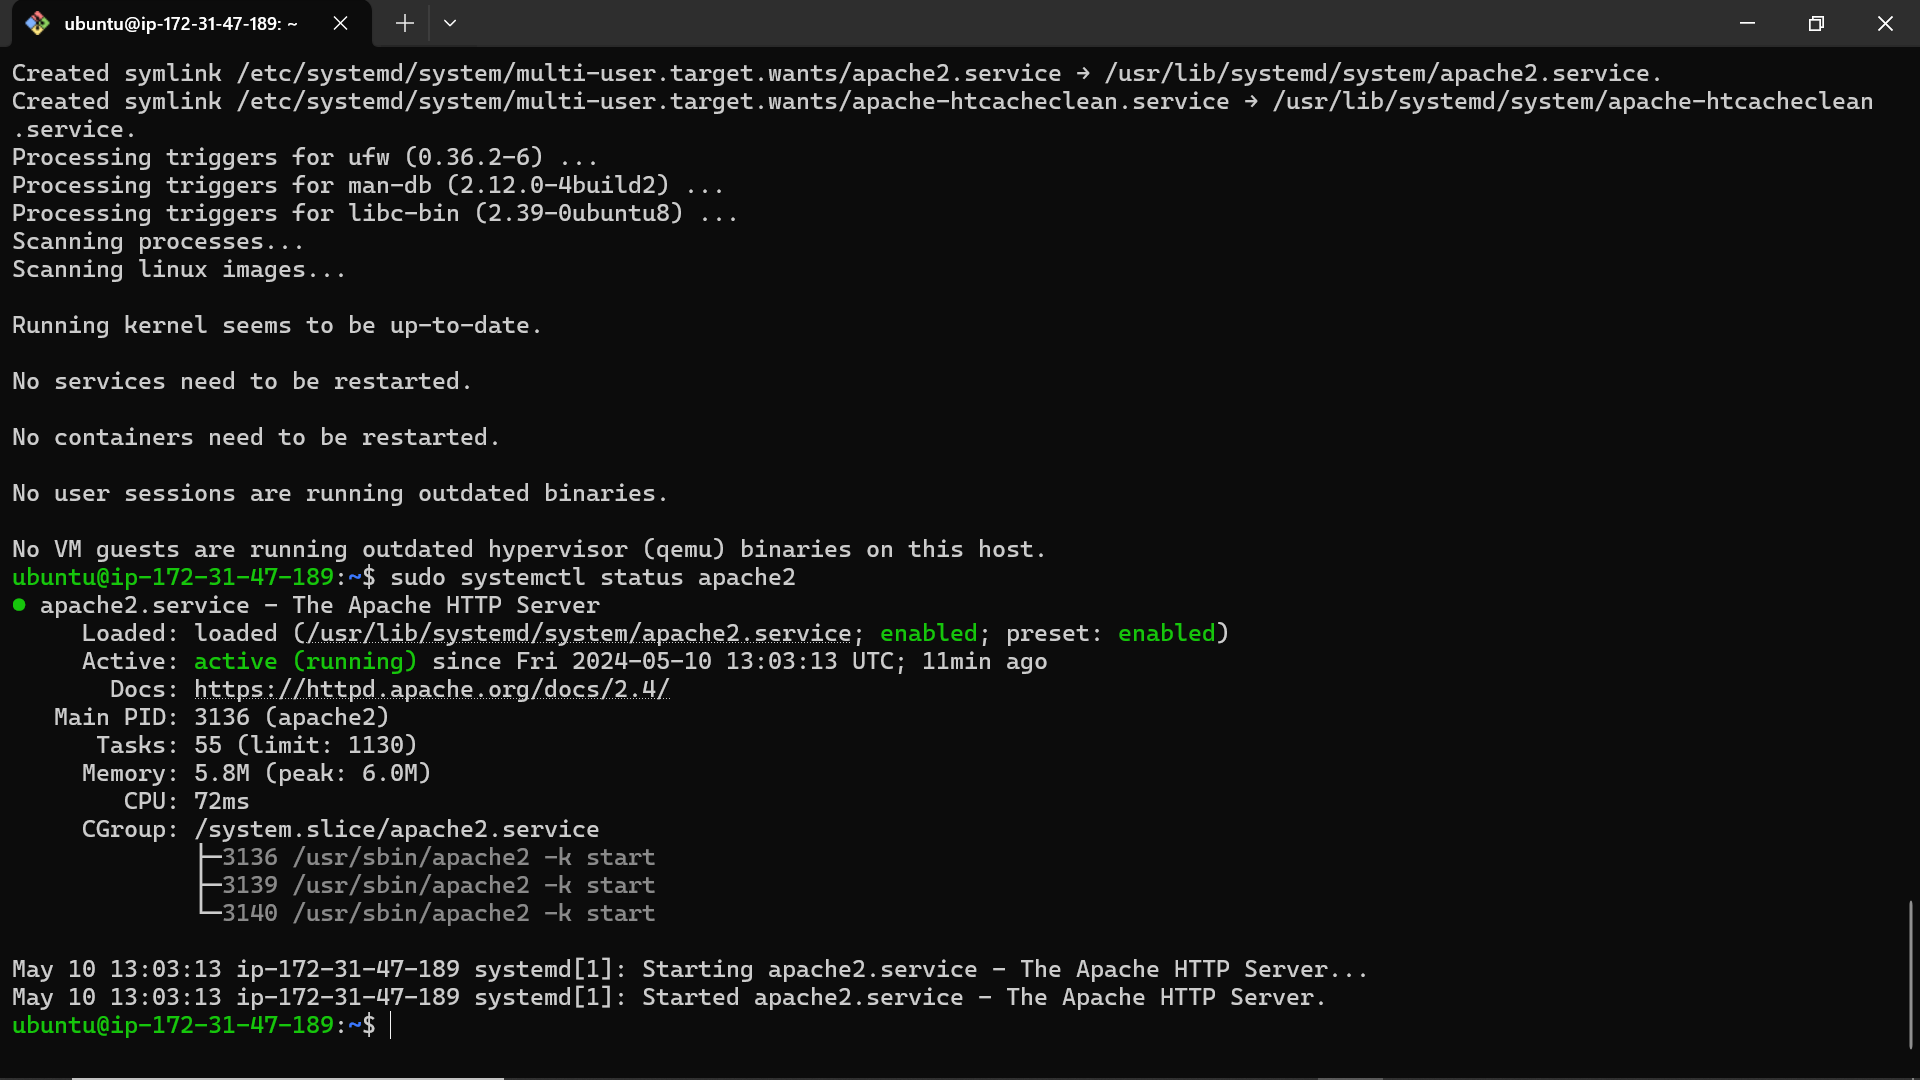 ubuntu@ip-172-31-47-189: ~
Created symlink /etc/systemd/system/multi-user.target.wants/apache2.service → /usr/lib/systemd/system/apache2.service.
Created symlink /etc/systemd/system/multi-user.target.wants/apache-htcacheclean.service → /usr/lib/systemd/system/apache-htcacheclean
.service.
Processing triggers for ufw (0.36.2-6) ...
Processing triggers for man-db (2.12.0-4build2) ...
Processing triggers for libc-bin (2.39-0ubuntu8) ...
Scanning processes...
Scanning linux images...
Running kernel seems to be up-to-date.
No services need to be restarted.
No containers need to be restarted.
No user sessions are running outdated binaries.
No VM guests are running outdated hypervisor (qemu) binaries on this host.
ubuntu@ip-172-31-47-189:~$ sudo systemctl status apache2
● apache2.service - The Apache HTTP Server
Loaded: loaded (/usr/lib/systemd/system/apache2.service; enabled; preset: enabled)
Active: active (running) since Fri 2024-05-10 13:03:13 UTC; 11min ago
Docs: https://httpd.apache.org/docs/2.4/
Main PID: 3136 (apache2)
Tasks: 55 (limit: 1130)
Memory: 5.8M (peak: 6.0M)
CPU: 72ms
CGroup: /system.slice/apache2.service
├─3136 /usr/sbin/apache2 -k start
├─3139 /usr/sbin/apache2 -k start
└─3140 /usr/sbin/apache2 -k start
May 10 13:03:13 ip-172-31-47-189 systemd[1]: Starting apache2.service - The Apache HTTP Server...
May 10 13:03:13 ip-172-31-47-189 systemd[1]: Started apache2.service - The Apache HTTP Server.
ubuntu@ip-172-31-47-189:~$